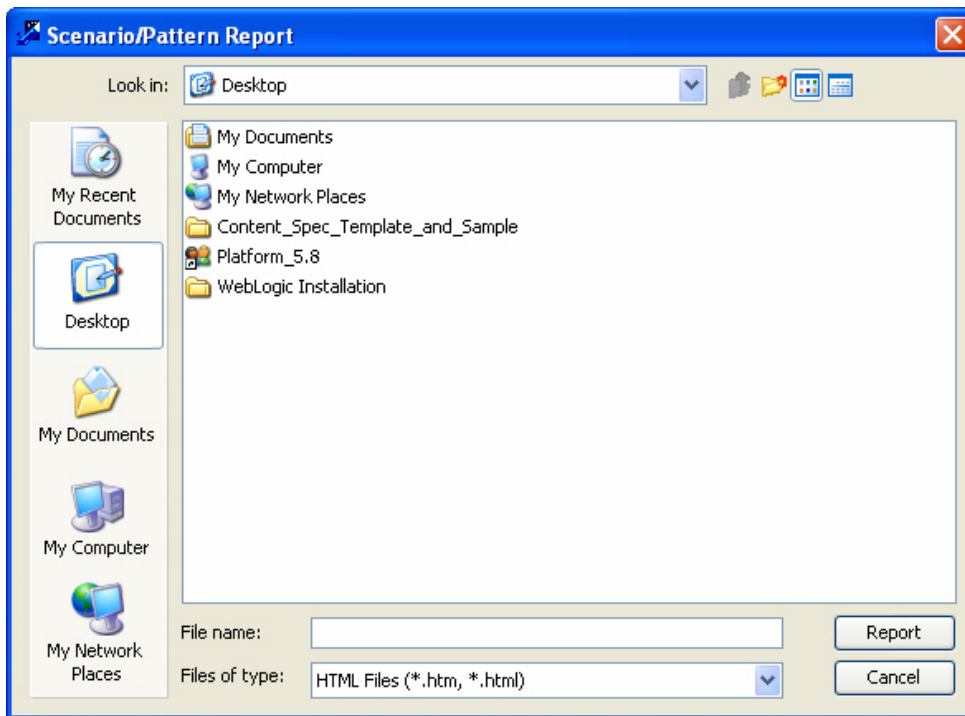 Scenario/Pattern Report
Look in:
Desktop
My Recent
Documents
Desktop
My Documents
My Computer
My Network
Places
My Documents
My Computer
My Network Places
Content_Spec_Template_and_Sample
Platform_5.8
WebLogic Installation
File name:
Report
Files of type:
HTML Files (*.htm, *.html)
Cancel